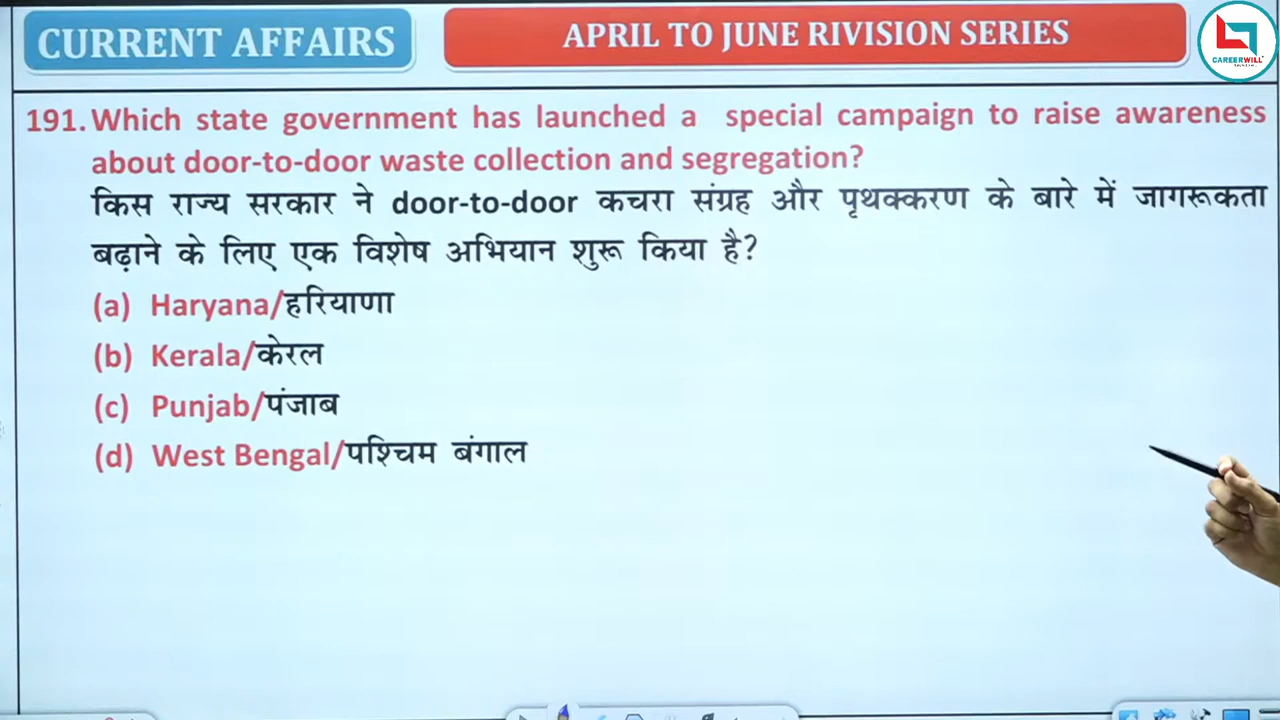 CURRENT AFFAIRS
APRIL TO JUNE RIVISION SERIES
CAREERWILL
191. Which state government has launched a special campaign to raise awareness
about door-to-door waste collection and segregation?
किस राज्य सरकार ने door-to-door कचरा संग्रह और पृथक्करण के बारे में जागरूकता
बढ़ाने के लिए एक विशेष अभियान शुरू किया है?
(a) Haryana/हरियाणा
(b) Kerala/केरल
(c) Punjab/पंजाब
(d) West Bengal/पश्चिम बंगाल